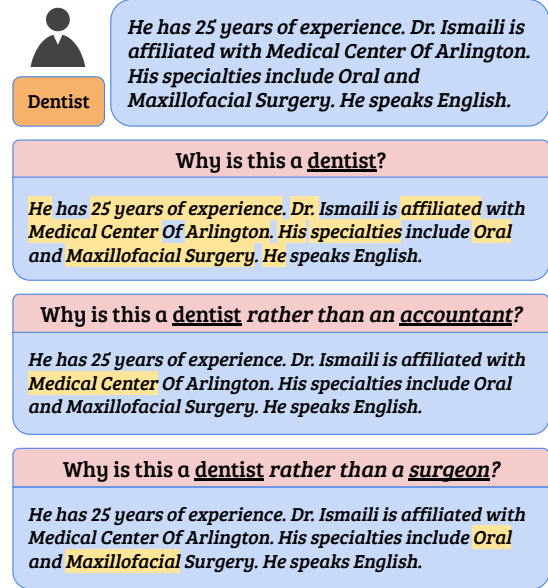 He has 25 years of experience. Dr. Ismaili is
affiliated with Medical Center Of Arlington.
His specialties include Oral and
Maxillofacial Surgery. He speaks English.
Dentist
Why is this a dentist?
He has 25 years of experience. Dr. Ismaili is affiliated with
Medical Center Of Arlington. His specialties include Oral
and Maxillofacial Surgery. He speaks English.
Why is this a dentist rather than an accountant?
He has 25 years of experience. Dr. Ismaili is affiliated with
Medical Center Of Arlington. His specialties include Oral
and Maxillofacial Surgery. He speaks English.
Why is this a dentist rather than a surgeon?
He has 25 years of experience. Dr. Ismaili is affiliated with
Medical Center Of Arlington. His specialties include Oral
and Maxillofacial Surgery. He speaks English.